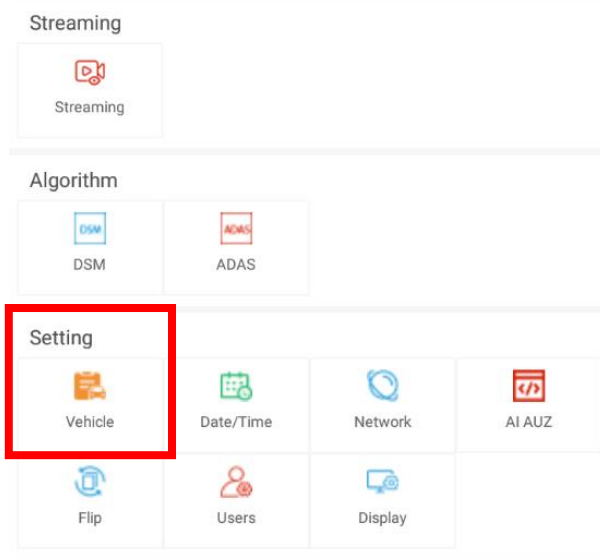 Streaming
Streaming
Algorithm
DSM ADAS
DSM ADAS
Setting
</>
Vehicle Date/Time Network AI AUZ
Flip Users Display